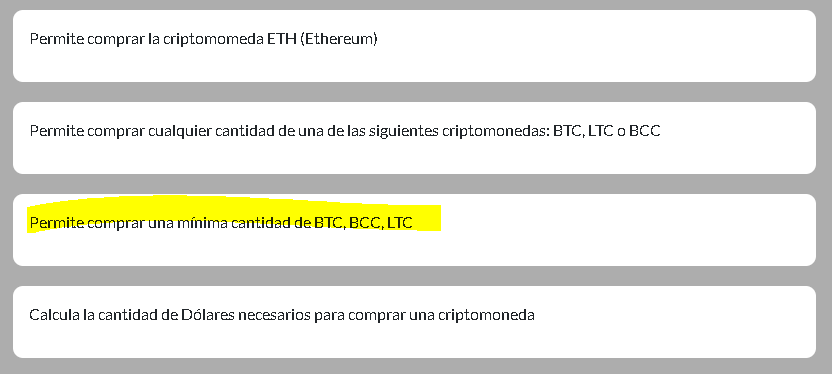 Permite comprar la criptomomeda ETH (Ethereum)
Permite comprar cualquier cantidad de una de las siguientes criptomonedas: BTC, LTC o BCC
Permite comprar una mínima cantidad de BTC, BCC, LTC
Calcula la cantidad de Dólares necesarios para comprar una criptomoneda